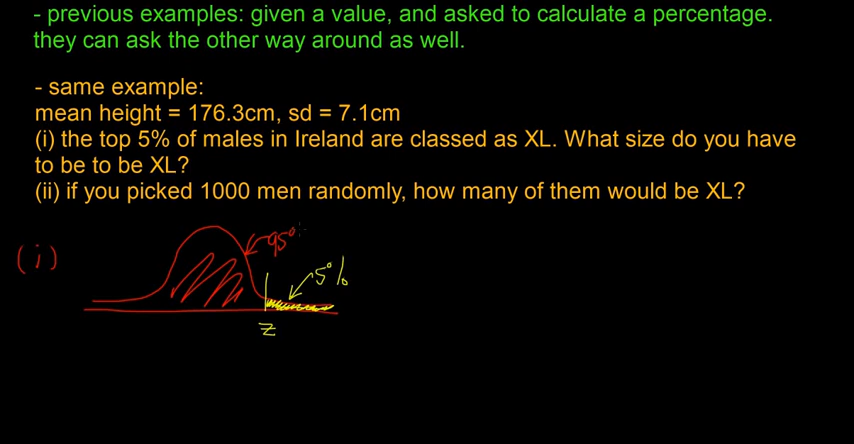 - previous examples: given a value, and asked to calculate a percentage.
they can ask the other way around as well.
- same example:
mean height = 176.3cm, sd = 7.1cm
(i) the top 5% of males in Ireland are classed as XL. What size do you have
to be to be XL?
(ii) if you picked 1000 men randomly, how many of them would be XL?
(i)
95%
5%
z